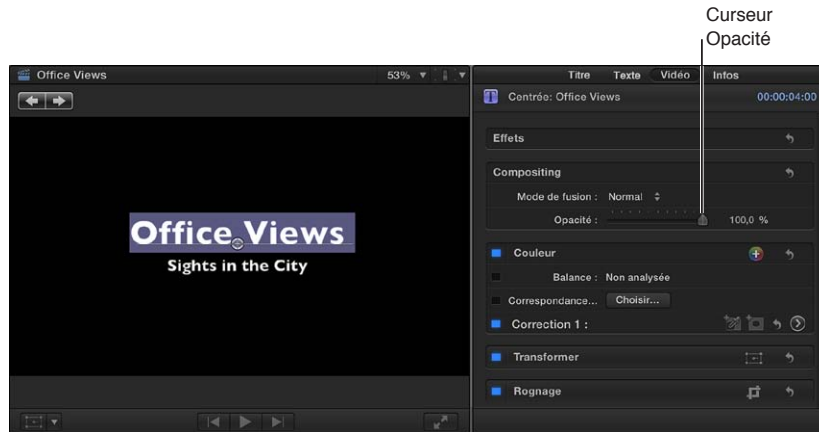 Curseur
Opacité
Office Views
53%
Titre Texte Vidéo Infos
Centrée: Office Views 00:00:04:00
Effets
Compositing
Mode de fusion : Normal
Opacité : 100,0 %
Office Views
Sights in the City
Couleur
Balance : Non analysée
Correspondance... Choisir...
Correction 1 :
Transformer
Rognage